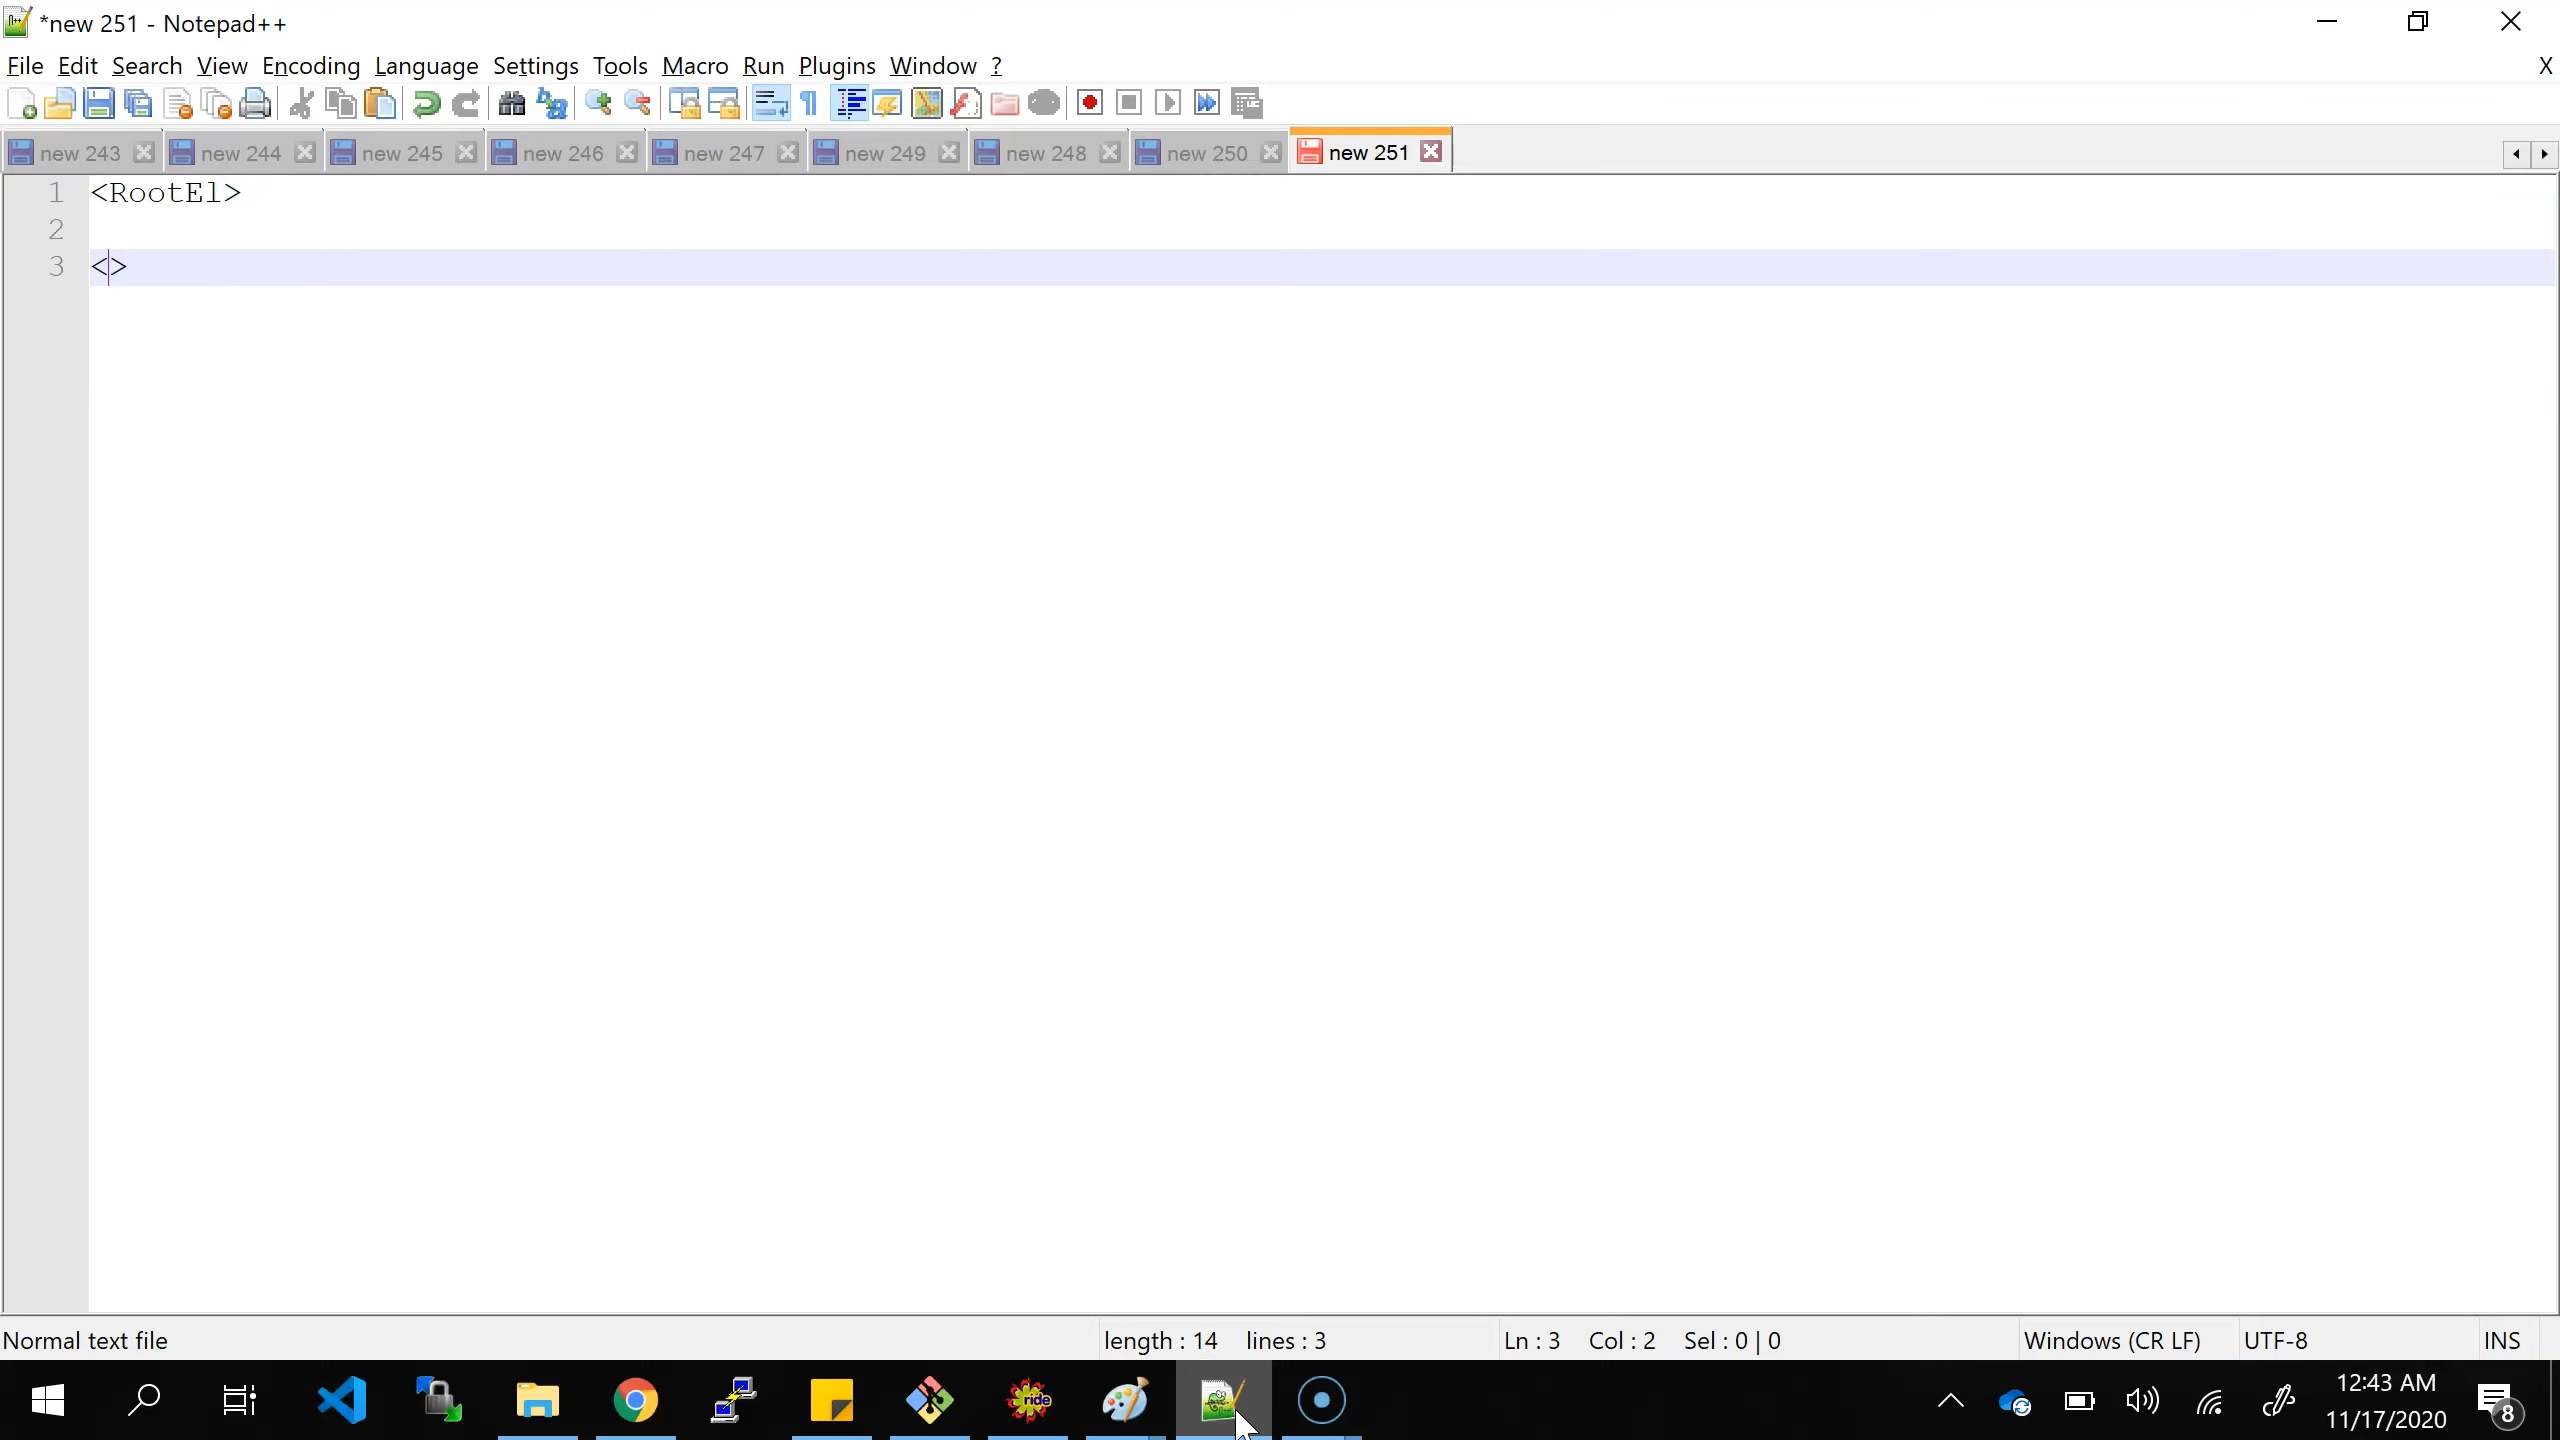 *new 251 - Notepad++
File Edit Search View Encoding Language Settings Tools Macro Run Plugins Window ? X
new 243 new 244 new 245 new 246 new 247 new 249 new 248 new 250 new 251
1 <RootEl>
2
3 <>
Normal text file length : 14 lines : 3 Ln : 3 Col : 2 Sel : 0 | 0 Windows (CR LF) UTF-8 INS
ride
12:43 AM
11/17/2020
8